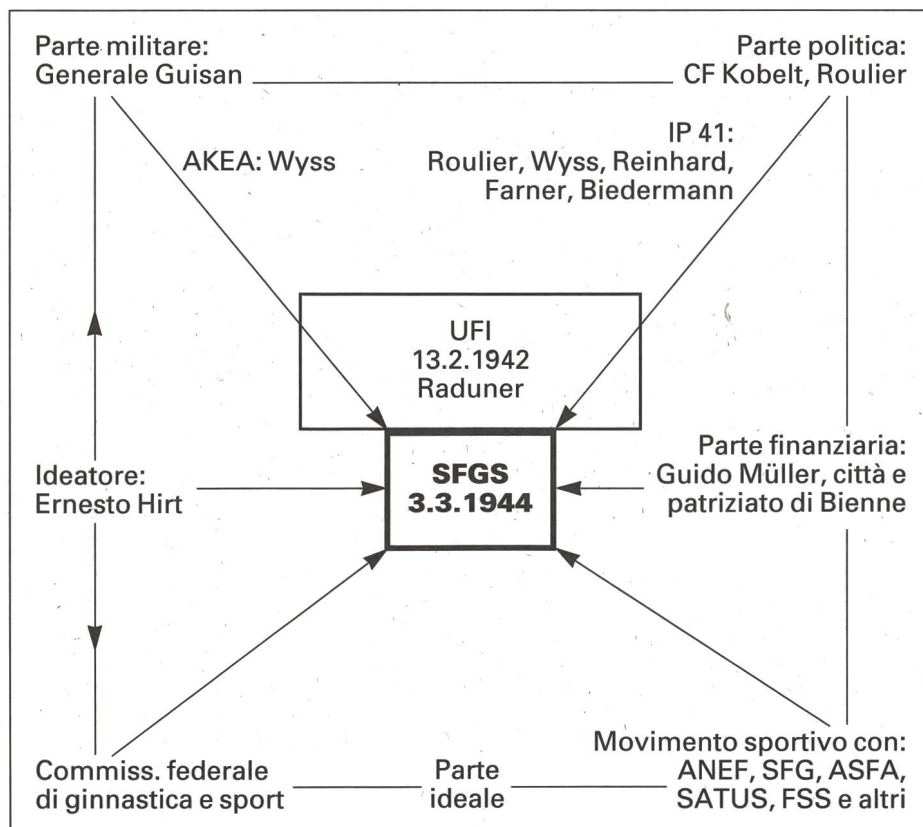 Parte militare:
Generale Guisan
Parte politica:
CF Kobelt, Roulier
AKEA: Wyss
IP 41:
Roulier, Wyss, Reinhard,
Farner, Biedermann
UFI
13.2.1942
Raduner
Ideatore:
Ernesto Hirt
SFGS
3.3.1944
Parte finanziaria:
Guido Müller, città e
patriziato di Bienne
Commiss. federale
di ginnastica e sport
Parte
ideale
Movimento sportivo con:
ANEF, SFG, ASFA,
SATUS, FSS e altri